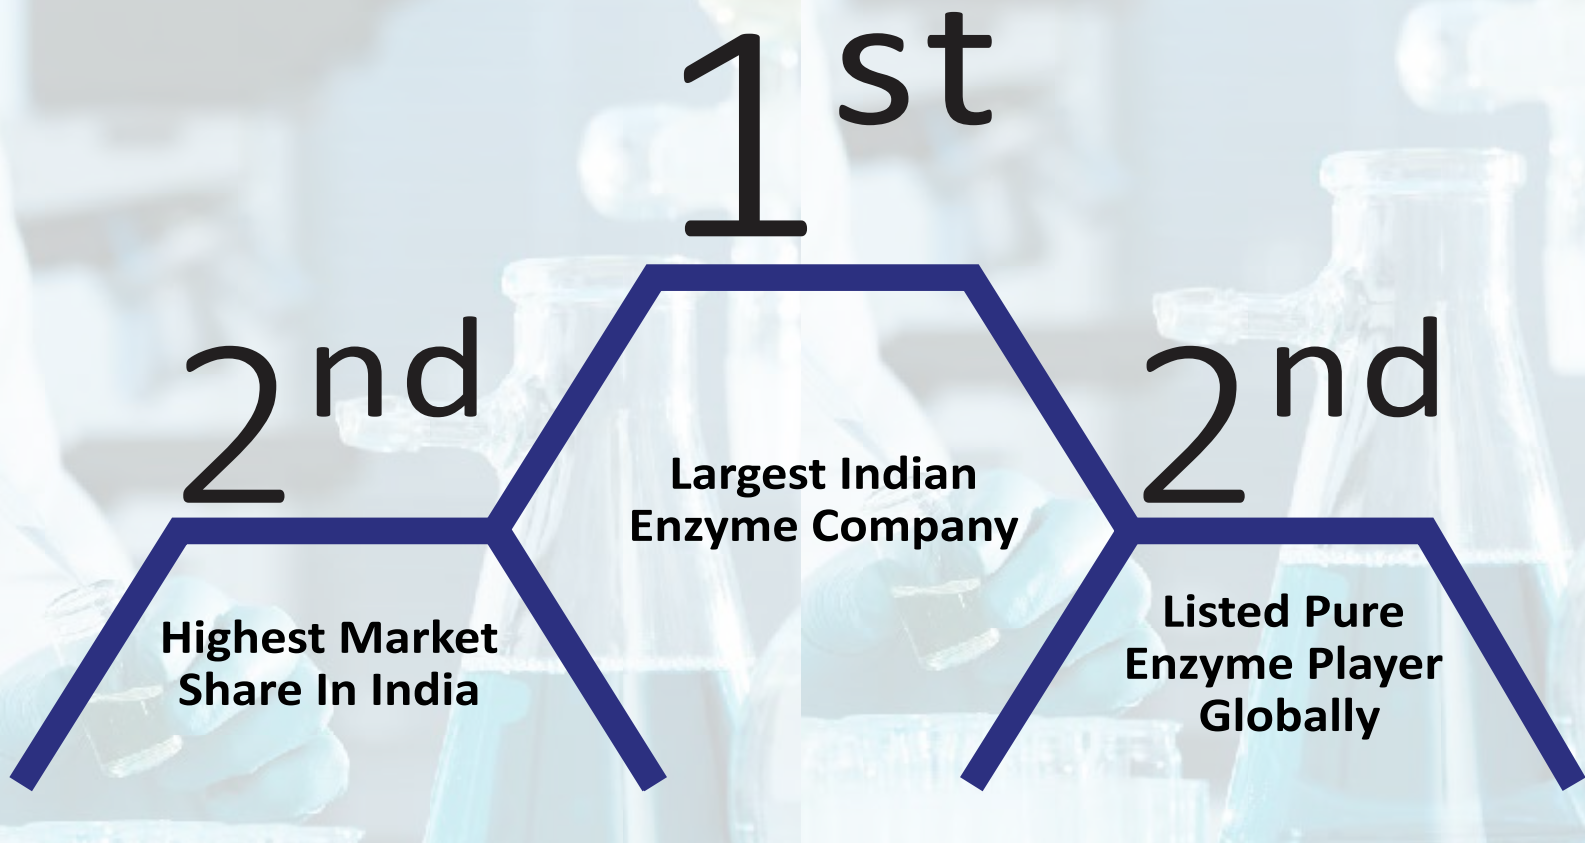 1st
2nd
2nd
Largest Indian
Enzyme Company
Highest Market
Share In India
Listed Pure
Enzyme Player
Globally